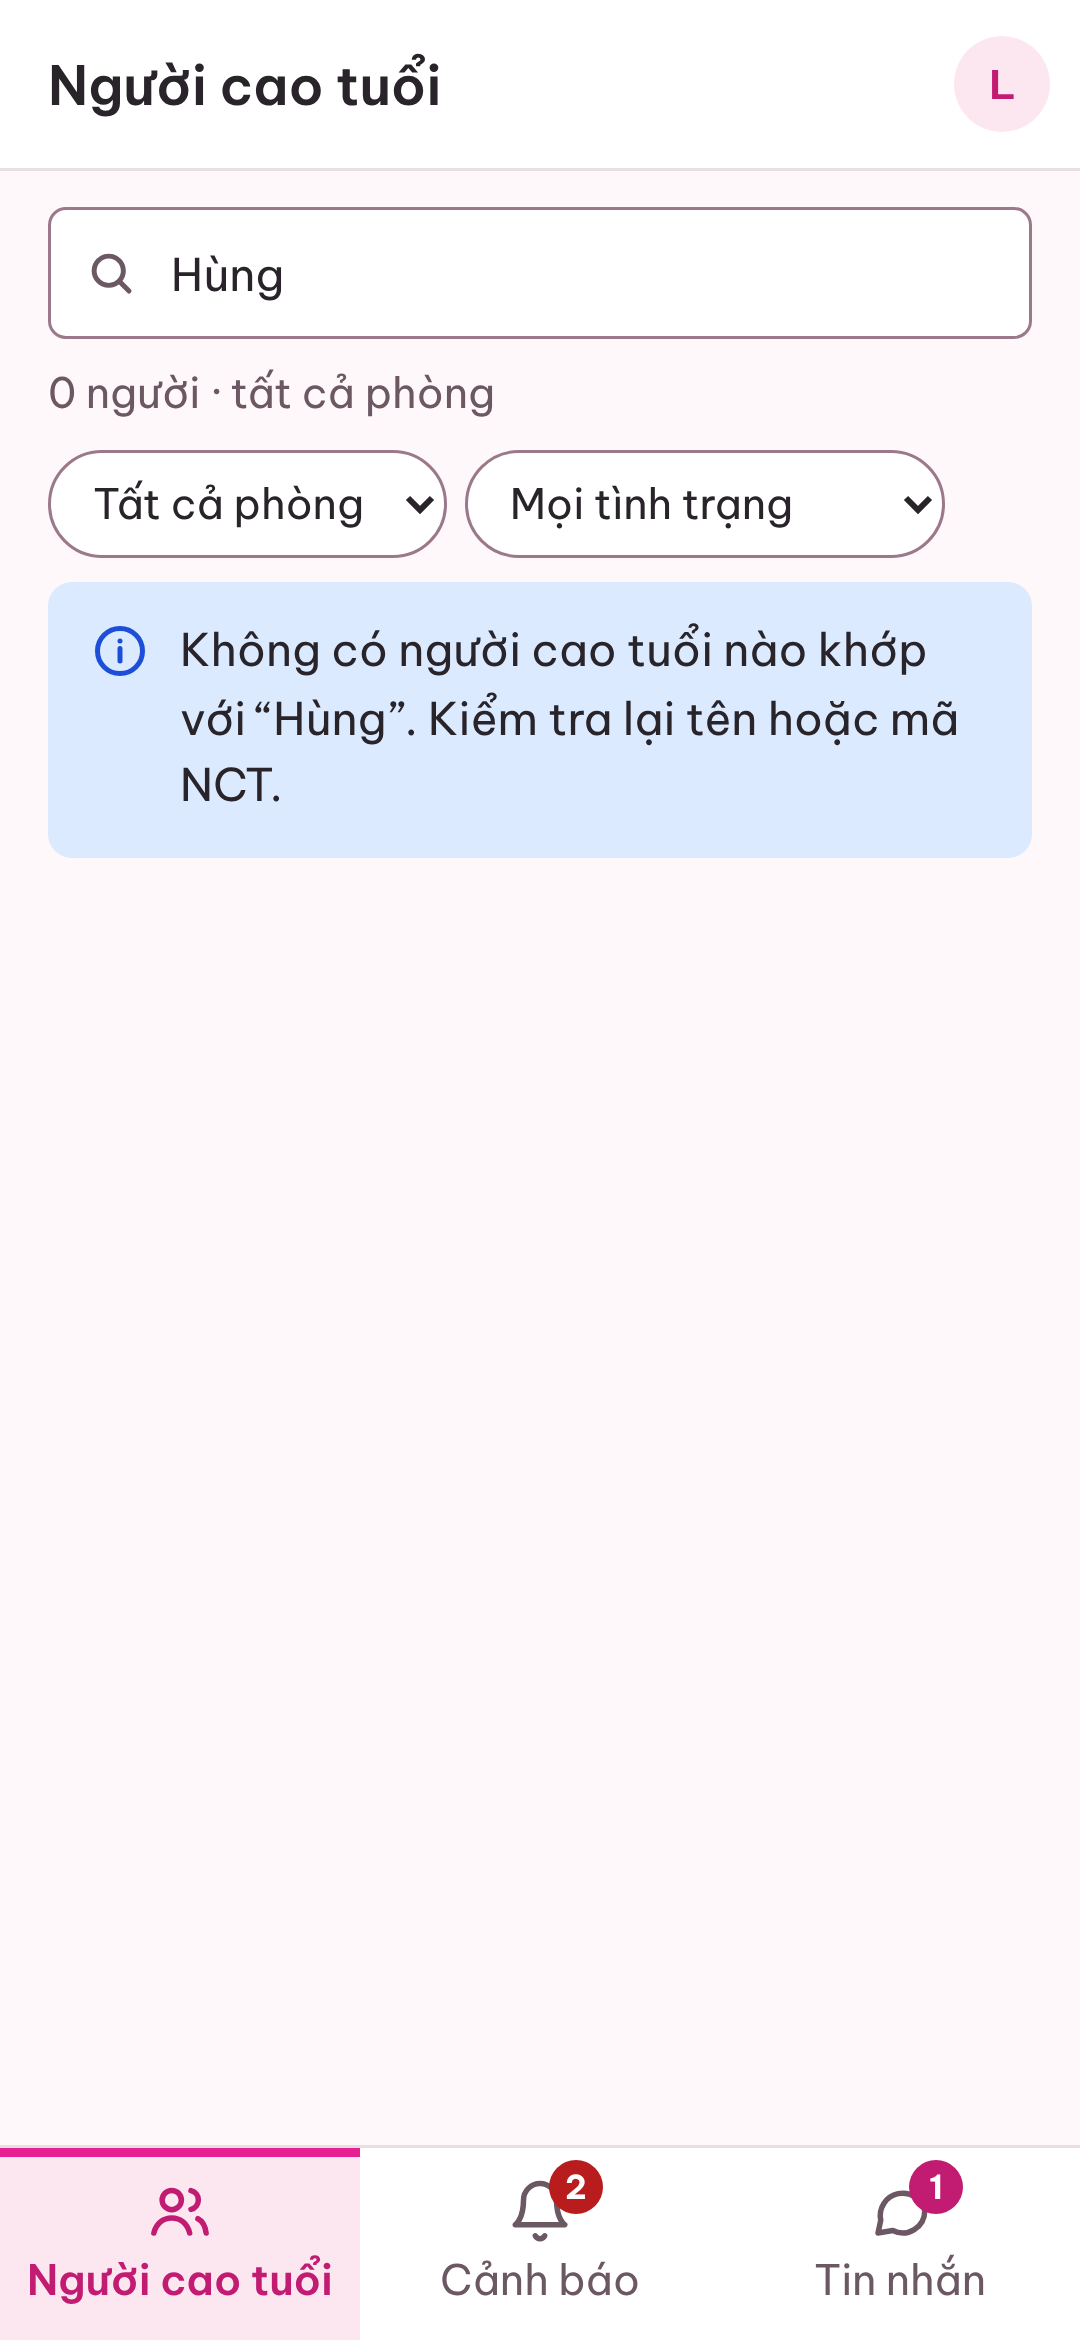 Người cao tuổi
L
Hùng
0 người · tất cả phòng
Tất cả phòng
Mọi tình trạng
Không có người cao tuổi nào khớp
với “Hùng”. Kiểm tra lại tên hoặc mã
NCT.
2
1
Người cao tuổi
Cảnh báo
Tin nhắn